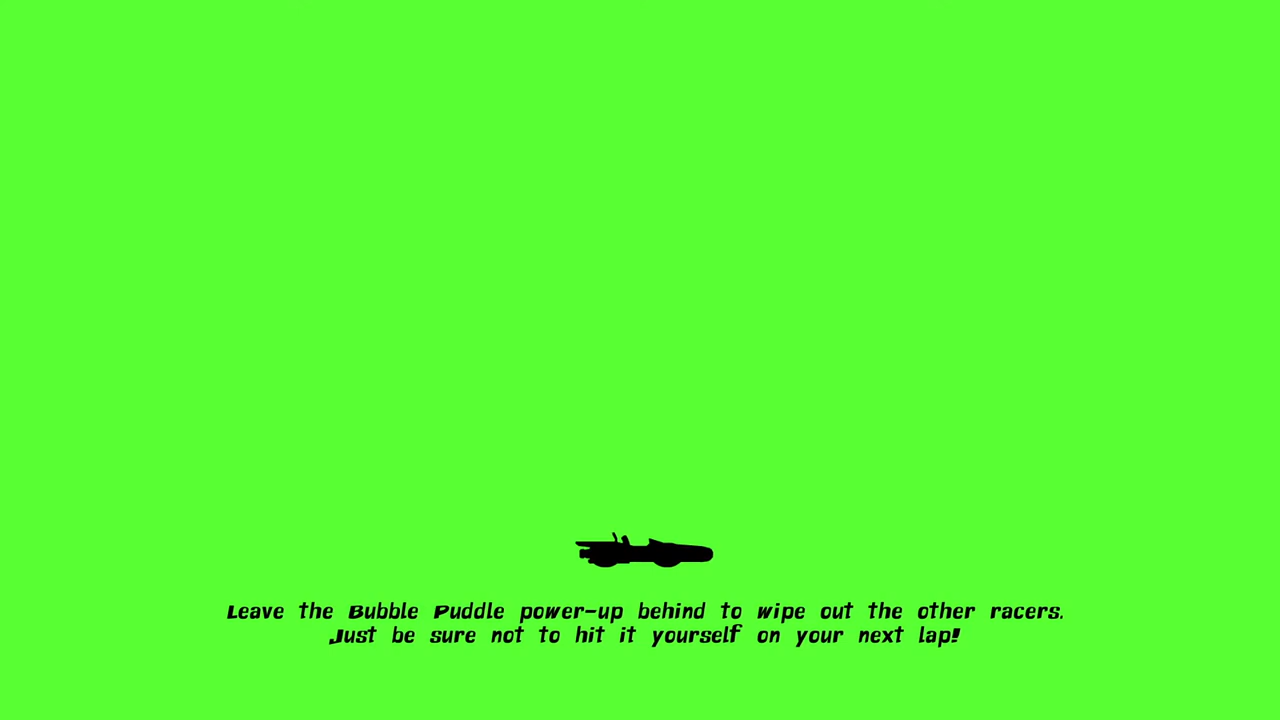 Leave the Bubble Puddle power-up behind to wipe out the other racers.
Just be sure not to hit it yourself on your next lap!